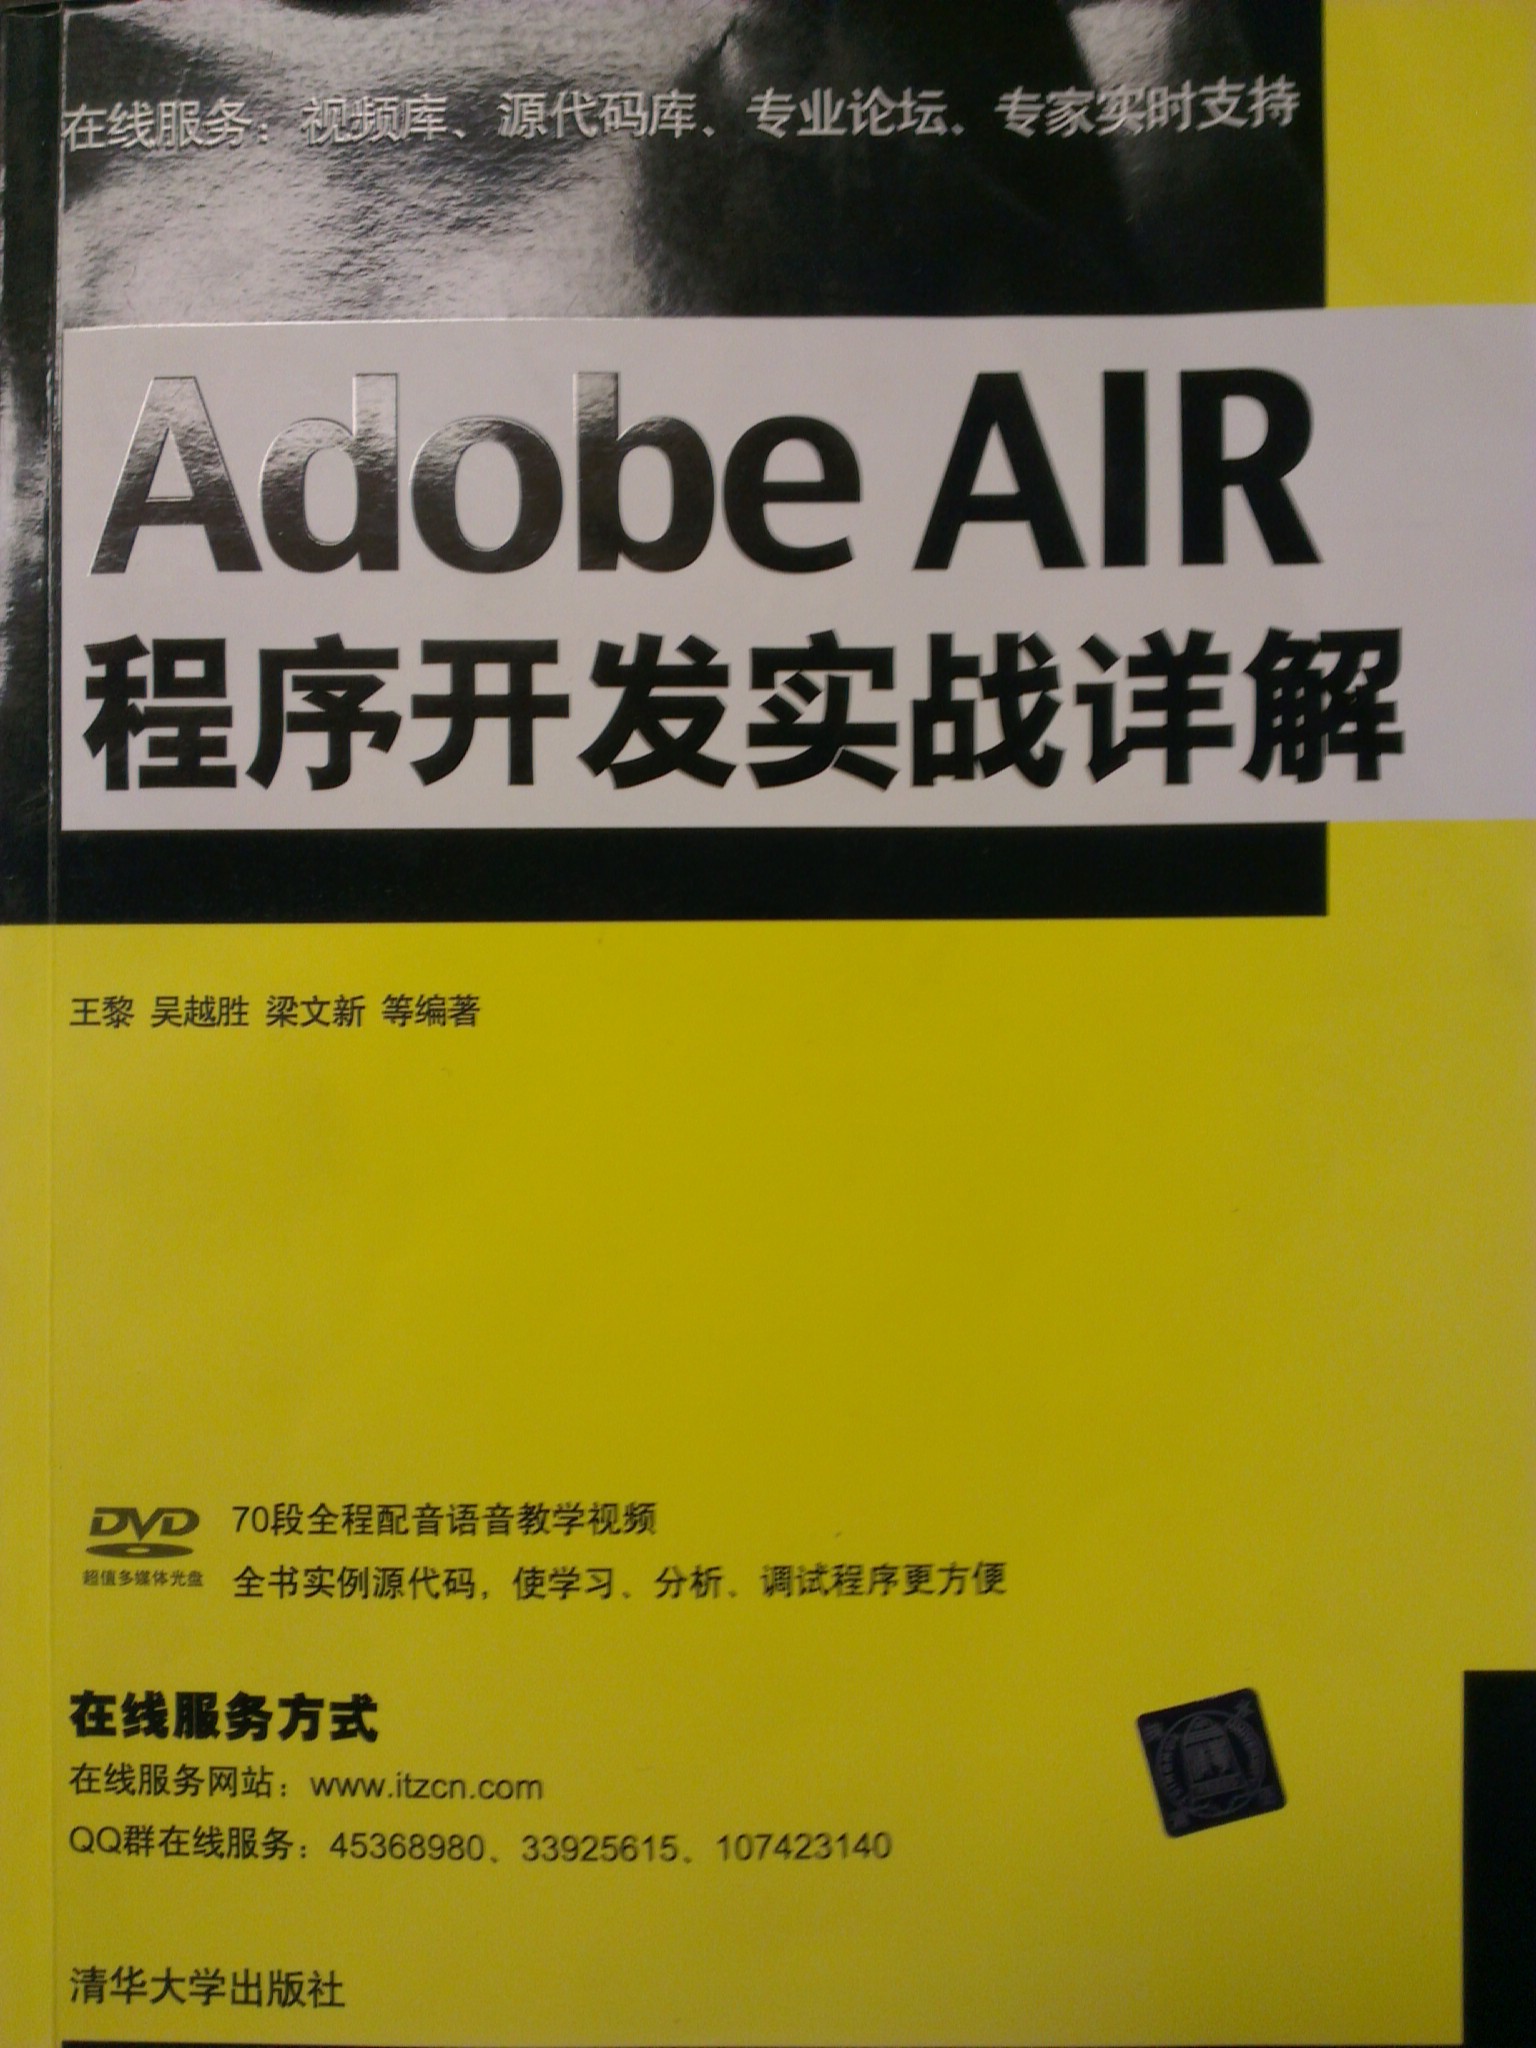 在线服务：视频库、源代码库、专业论坛、专家实时支持
Adobe AIR
程序开发实战详解
王黎 吴越胜 梁文新 等编著
DVD
超值多媒体光盘
70段全程配音语音教学视频
全书实例源代码，使学习、分析、调试程序更方便
在线服务方式
在线服务网站：www.itzcn.com
QQ群在线服务：45368980、33925615、107423140
清华大学出版社